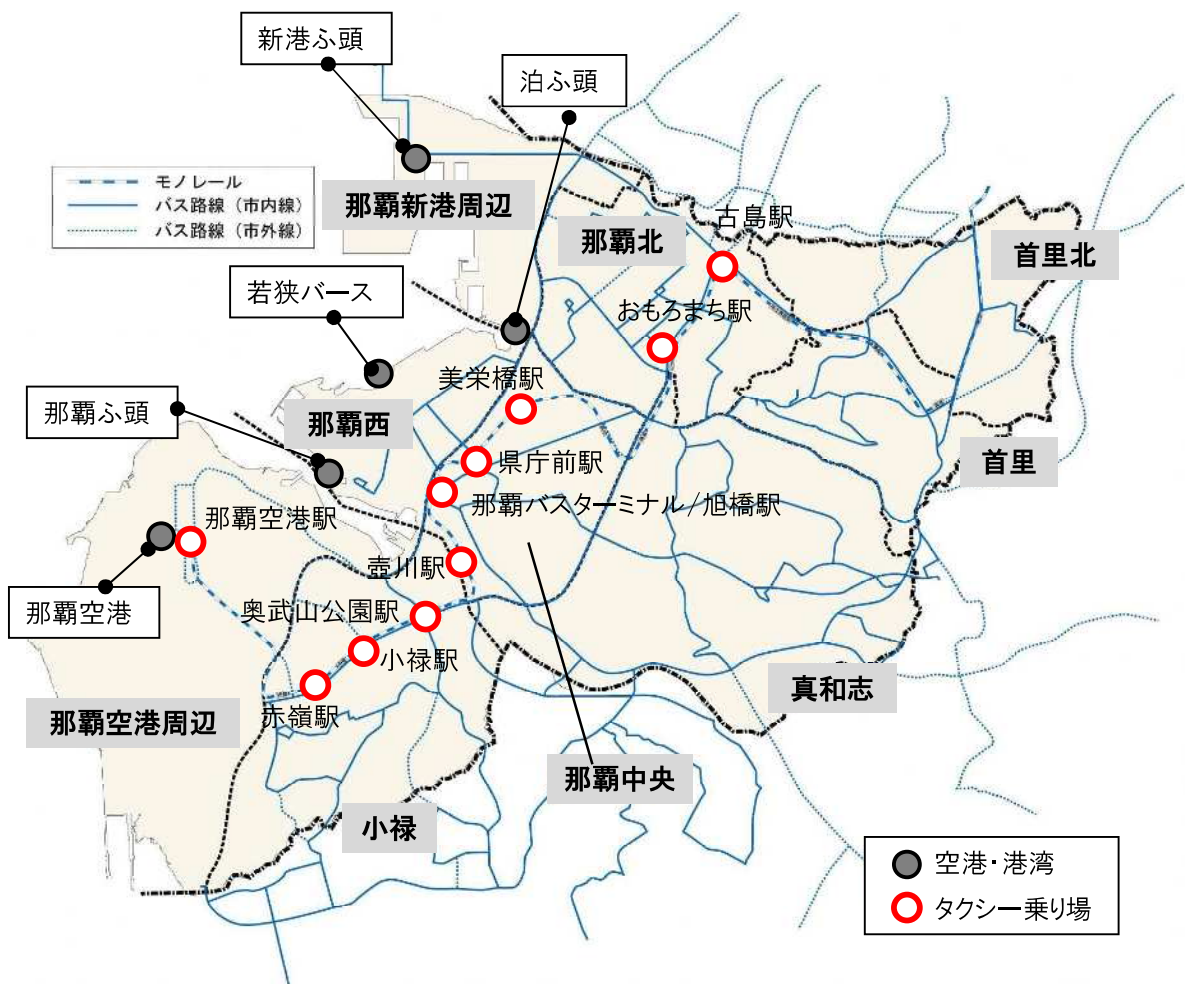 新港ふ頭
泊ふ頭
モノレール
バス路線（市内線）
バス路線（市外線）
那覇新港周辺
古島駅
那覇北
首里北
若狭バース
おもろまち駅
美栄橋駅
那覇ふ頭
那覇西
県庁前駅
首里
那覇バスターミナル/旭橋駅
那覇空港駅
壺川駅
那覇空港
奥武山公園駅
小禄駅
真和志
赤嶺駅
那覇空港周辺
那覇中央
小禄
空港・港湾
タクシー乗り場